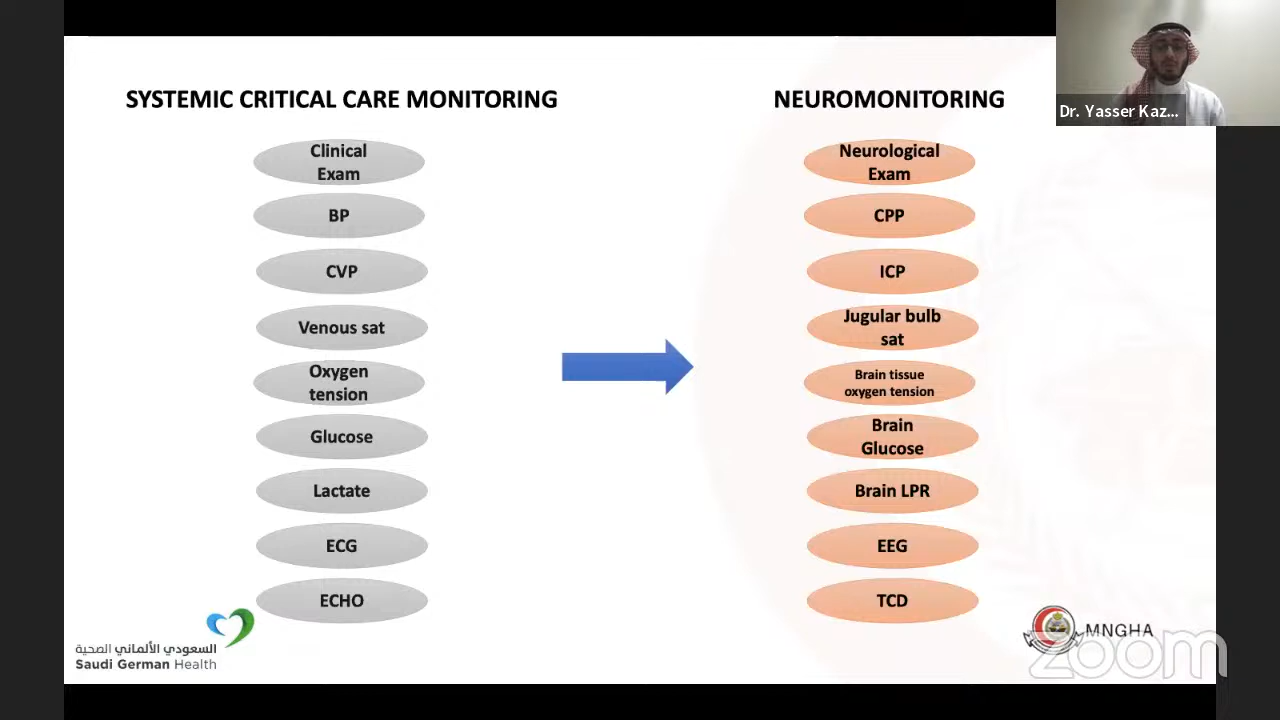 SYSTEMIC CRITICAL CARE MONITORING
Clinical
Exam
BP
CVP
Venous sat
Oxygen
tension
Glucose
Lactate
ECG
ECHO
NEUROMONITORING
Neurological
Exam
CPP
ICP
Jugular bulb
sat
Brain tissue
oxygen tension
Brain
Glucose
Brain LPR
EEG
TCD
Dr. Yasser Kaz...
السعودي الألماني الصحية
Saudi German Health
MNGHA
zoom